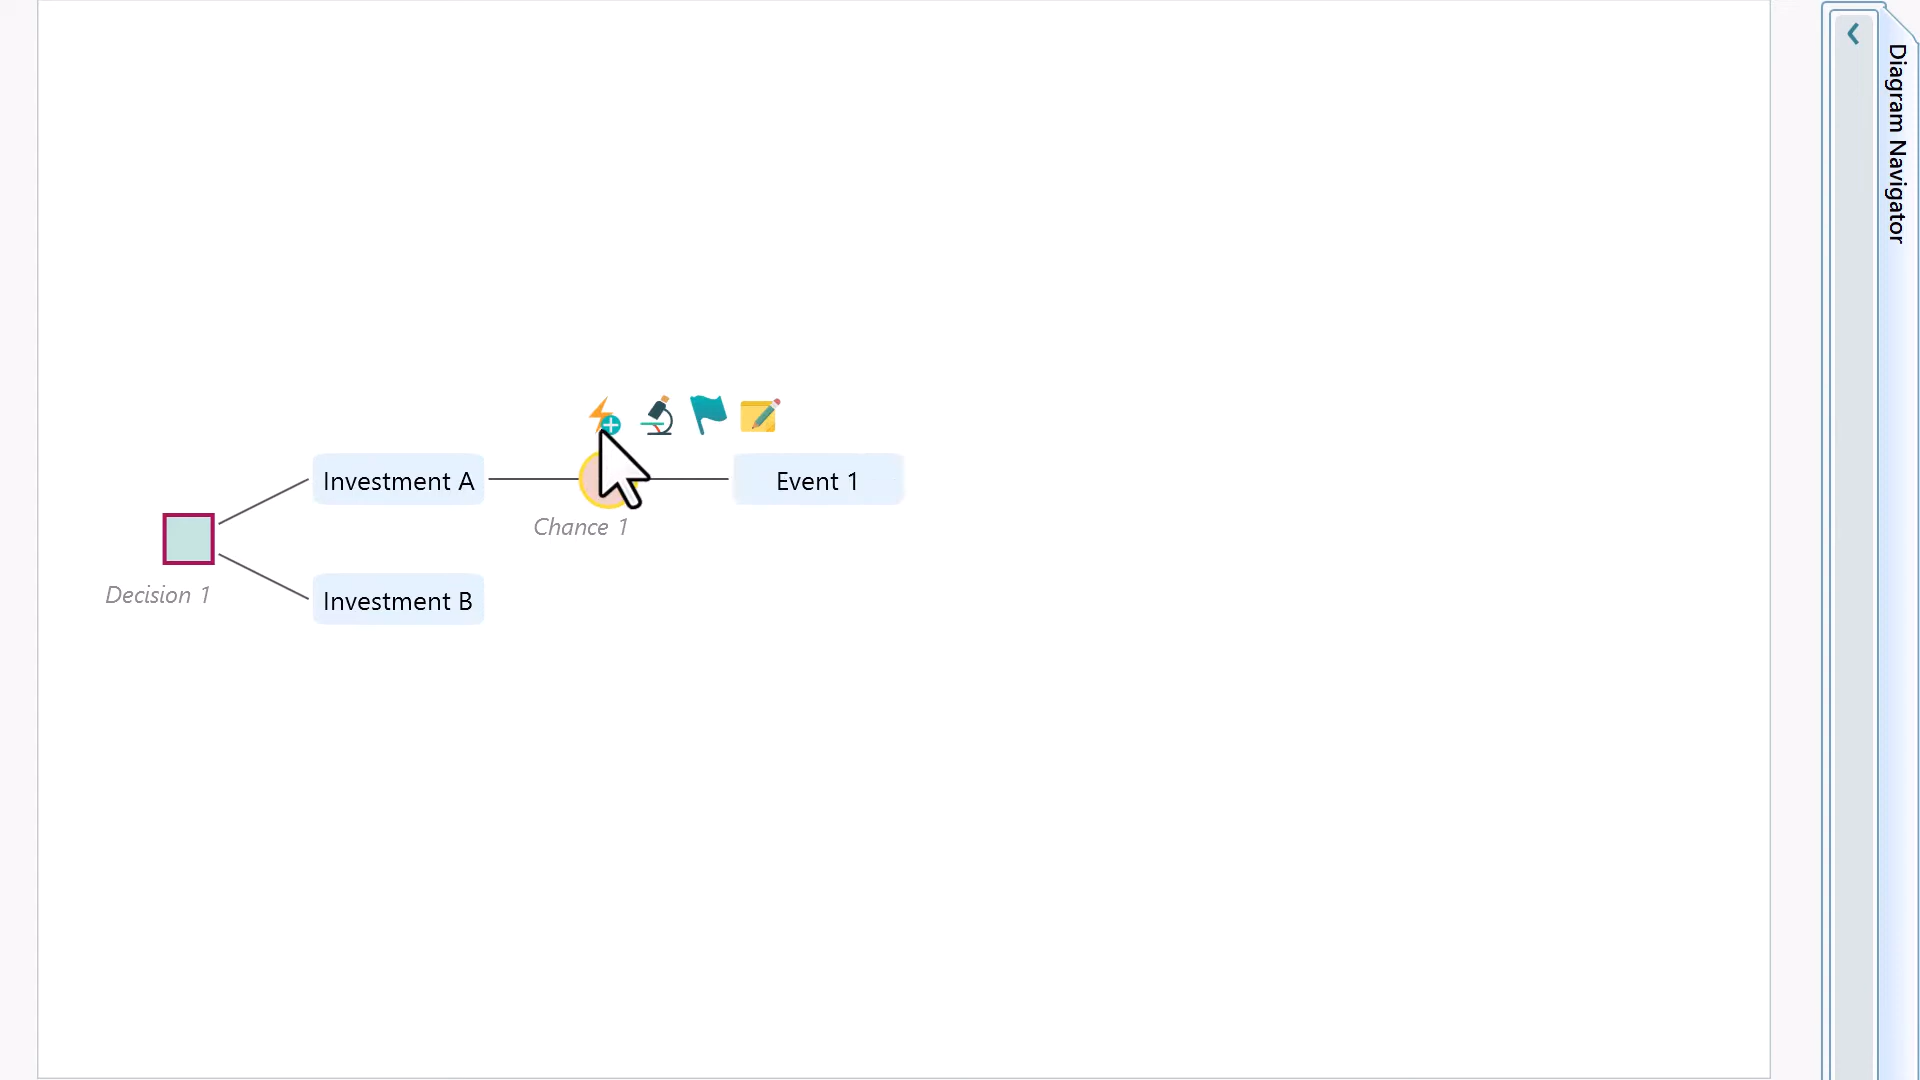 Diagram Navigator
Investment A
Event 1
Chance 1
Decision 1
Investment B